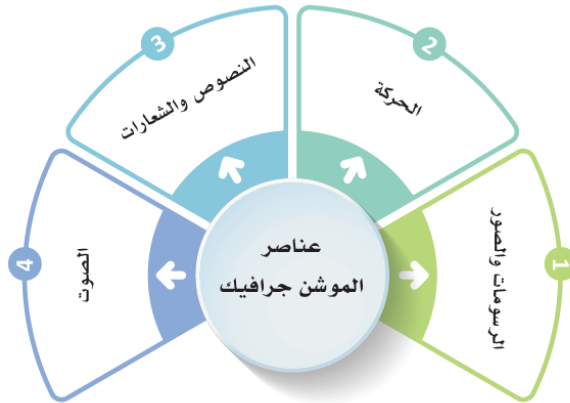 عناصر
الموشن جرافيك
1
الرسومات والصور
2
الحركة
3
النصوص والشعارات
4
الصوت